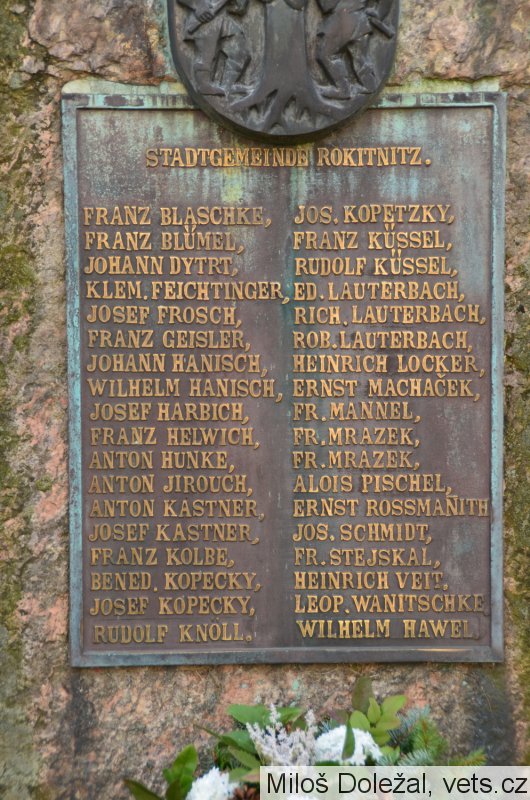 STADTGEMEINDE ROKITNITZ.
FRANZ BLASCHKE,
FRANZ BLÜMEL,
JOHANN DYTRT,
KLEM. FEICHTINGER,
JOSEF FROSCH,
FRANZ GEISLER,
JOHANN HANISCH,
WILHELM HANISCH,
JOSEF HARBICH,
FRANZ HELWICH,
ANTON HUNKE,
ANTON JIROUCH,
ANTON KASTNER,
JOSEF KASTNER,
FRANZ KOLBE,
BENED. KOPECKY,
JOSEF KOPECKY,
RUDOLF KNÖLL.
JOS. KOPETZKY,
FRANZ KÜSSEL,
RUDOLF KÜSSEL,
ED. LAUTERBACH,
RICH. LAUTERBACH,
ROB. LAUTERBACH,
HEINRICH LOCKER,
ERNST MACHAČEK,
FR. MANNEL,
FR. MRAZEK,
FR. MRAZEK,
ALOIS PISCHEL,
ERNST ROSSMANITH
JOS. SCHMIDT,
FR. STEJSKAL,
HEINRICH VEIT,
LEOP. WANITSCHKE
WILHELM HAWEL
Miloš Doležal, vets.cz